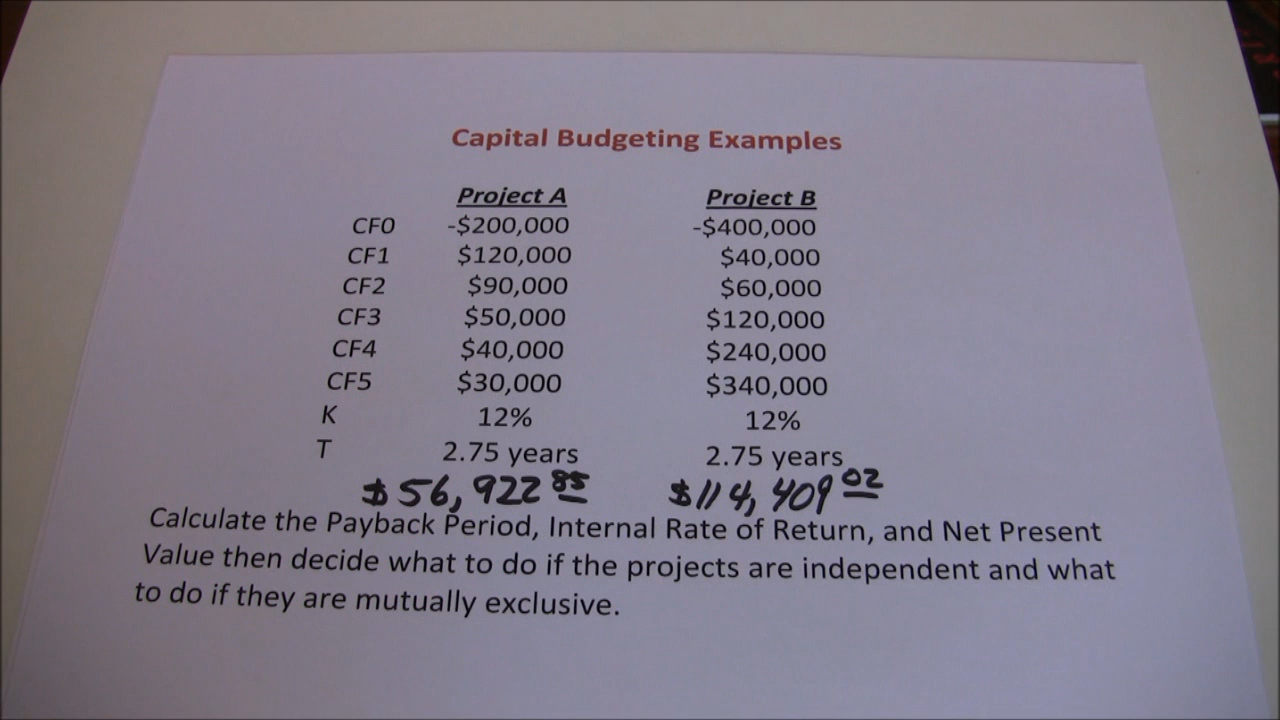 Capital Budgeting Examples
Project A Project B
CF0 -$200,000 -$400,000
CF1 $120,000 $40,000
CF2 $90,000 $60,000
CF3 $50,000 $120,000
CF4 $40,000 $240,000
CF5 $30,000 $340,000
K 12% 12%
T 2.75 years 2.75 years
$56,922 85 $114,409 02
Calculate the Payback Period, Internal Rate of Return, and Net Present
Value then decide what to do if the projects are independent and what
to do if they are mutually exclusive.